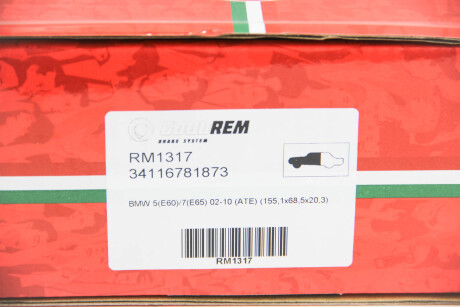 REM
BRAKE SYSTEM
RM1317
34116781873
BMW 5(E60)/7(E65) 02-10 (ATE) (155,1x68,5x20,3)
RM1317